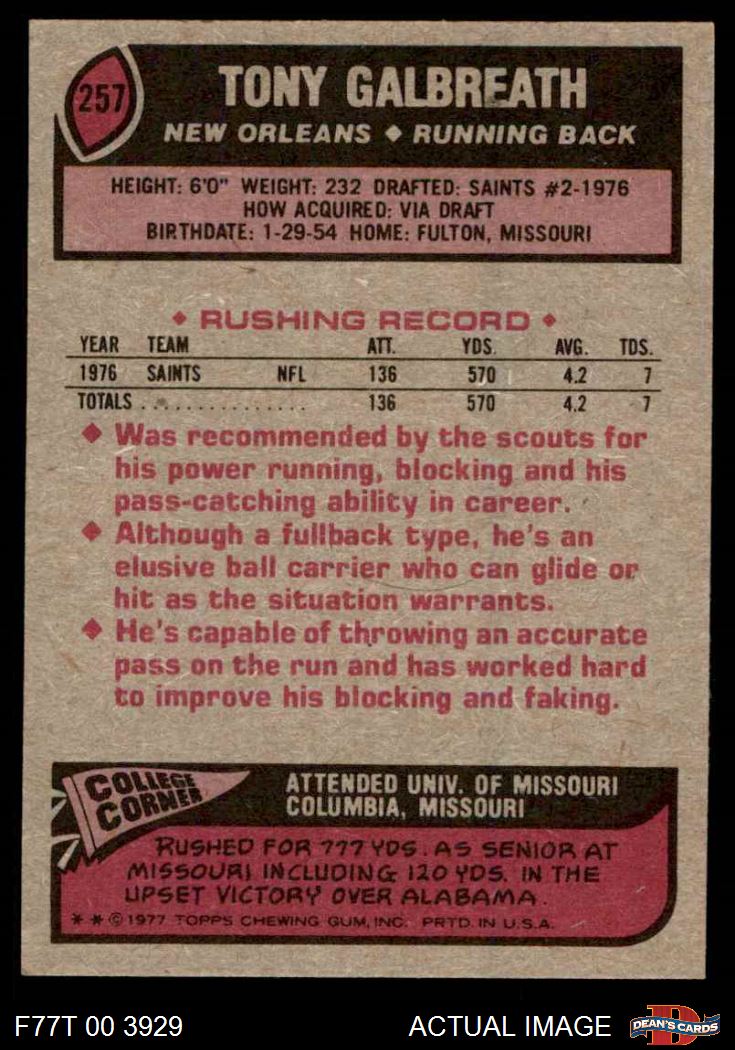 257
TONY GALBREATH
NEW ORLEANS ◆ RUNNING BACK
HEIGHT: 6'0" WEIGHT: 232 DRAFTED: SAINTS #2-1976
HOW ACQUIRED: VIA DRAFT
BIRTHDATE: 1-29-54 HOME: FULTON, MISSOURI
◆ RUSHING RECORD ◆
YEAR TEAM ATT. YDS. AVG. TDS.
1976 SAINTS NFL 136 570 4.2 7
TOTALS . . . . . . . . . . . . . . . 136 570 4.2 7
◆ Was recommended by the scouts for
his power running, blocking and his
pass-catching ability in career.
◆ Although a fullback type, he's an
elusive ball carrier who can glide or
hit as the situation warrants.
◆ He's capable of throwing an accurate
pass on the run and has worked hard
to improve his blocking and faking.
COLLEGE
CORNER
ATTENDED UNIV. OF MISSOURI
COLUMBIA, MISSOURI
RUSHED FOR 777 YDS. AS SENIOR AT
MISSOURI INCLUDING 120 YDS. IN THE
UPSET VICTORY OVER ALABAMA.
* * © 1977 TOPPS CHEWING GUM, INC. PRTD. IN U.S.A.
F77T 00 3929
ACTUAL IMAGE
D
DEAN'S CARDS